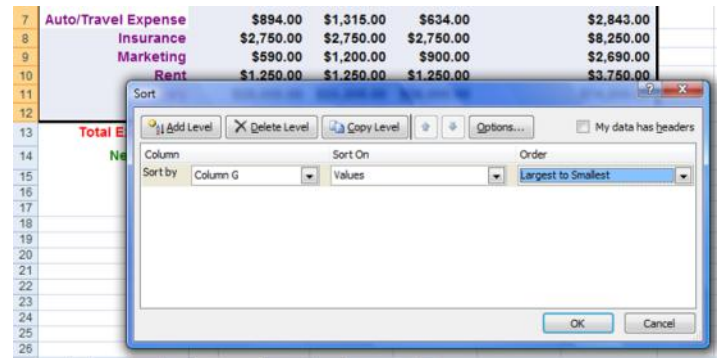 7 Auto/Travel Expense $894.00 $1,315.00 $634.00 $2,843.00
8 Insurance $2,750.00 $2,750.00 $2,750.00 $8,250.00
9 Marketing $590.00 $1,200.00 $900.00 $2,690.00
10 Rent $1,250.00 $1,250.00 $1,250.00 $3,750.00
11 Sort ?
12 Add Level Delete Level Copy Level Options... My data has headers
13 Total
14 Column Sort On Order
15 Sort by Column G Values Largest to Smallest
16
17
18
19
20
21
22
23
24 OK Cancel
25
26